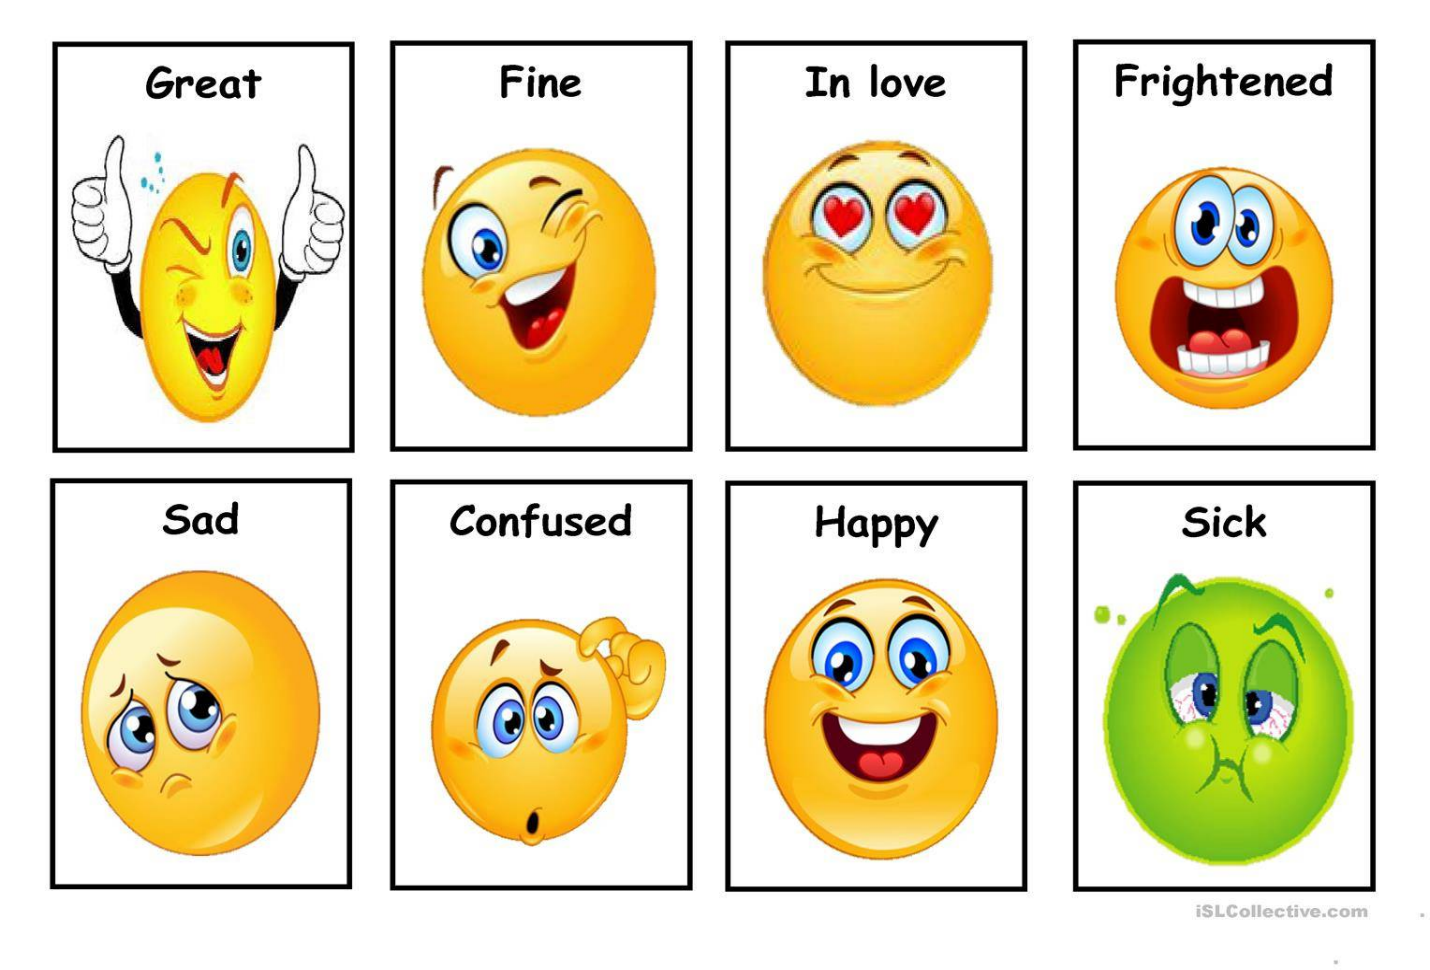 Great
Fine
In love
Frightened
Sad
Confused
Happy
Sick
iSLCollective.com